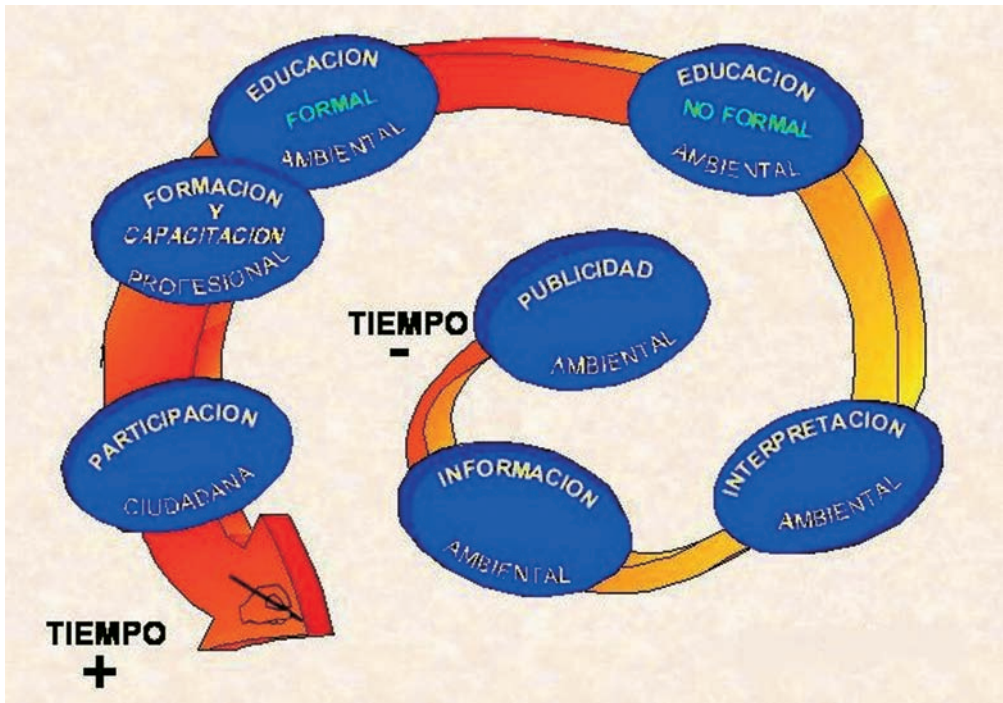 EDUCACION
FORMAL
AMBIENTAL
EDUCACION
NO FORMAL
AMBIENTAL
FORMACION
Y
CAPACITACION
PROFESIONAL
PUBLICIDAD
AMBIENTAL
TIEMPO
-
PARTICIPACION
CIUDADANA
INFORMACION
AMBIENTAL
INTERPRETACION
AMBIENTAL
TIEMPO
+